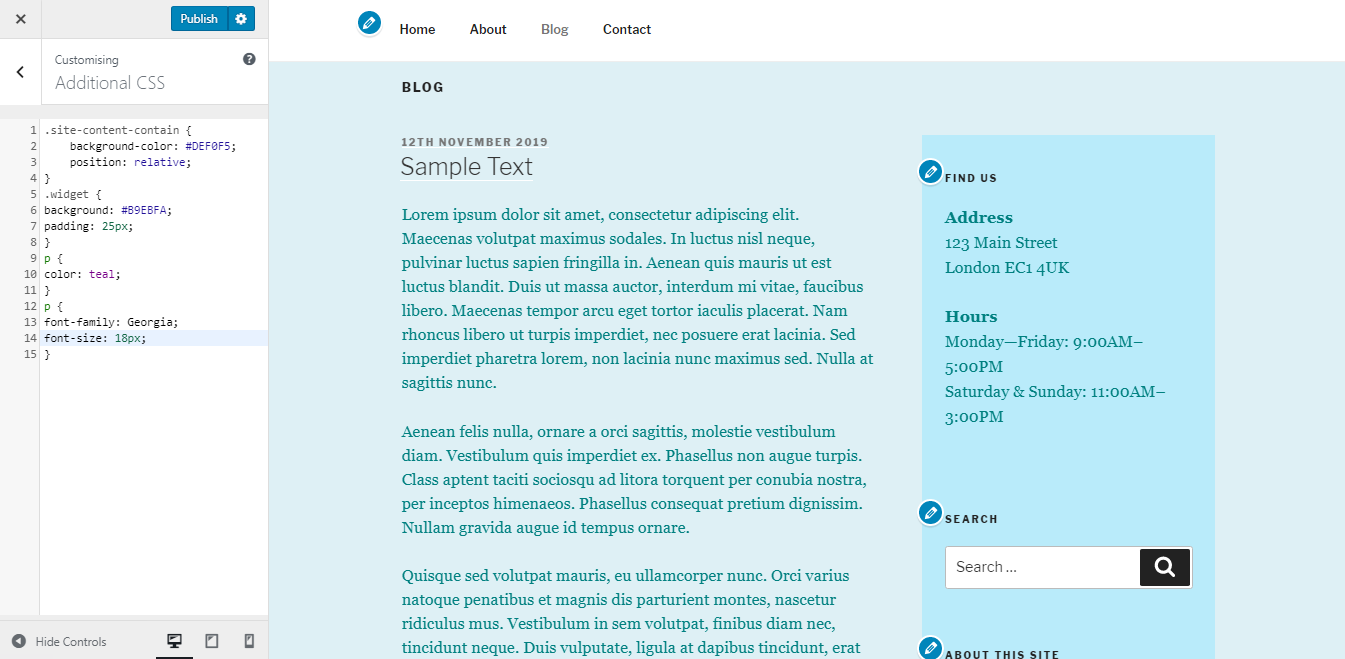 Publish
Customising
Additional CSS
1 .site-content-contain {
2 background-color: #DEF0F5;
3 position: relative;
4 }
5 .widget {
6 background: #B9EBFA;
7 padding: 25px;
8 }
9 p {
10 color: teal;
11 }
12 p {
13 font-family: Georgia;
14 font-size: 18px;
15 }
Hide Controls
Home About Blog Contact
BLOG
12TH NOVEMBER 2019
Sample Text
Lorem ipsum dolor sit amet, consectetur adipiscing elit.
Maecenas volutpat maximus sodales. In luctus nisl neque,
pulvinar luctus sapien fringilla in. Aenean quis mauris ut est
luctus blandit. Duis ut massa auctor, interdum mi vitae, faucibus
libero. Maecenas tempor arcu eget tortor iaculis placerat. Nam
rhoncus libero ut turpis imperdiet, nec posuere erat lacinia. Sed
imperdiet pharetra lorem, non lacinia nunc maximus sed. Nulla at
sagittis nunc.
Aenean felis nulla, ornare a orci sagittis, molestie vestibulum
diam. Vestibulum quis imperdiet ex. Phasellus non augue turpis.
Class aptent taciti sociosqu ad litora torquent per conubia nostra,
per inceptos himenaeos. Phasellus consequat pretium dignissim.
Nullam gravida augue id tempus ornare.
Quisque sed volutpat mauris, eu ullamcorper nunc. Orci varius
natoque penatibus et magnis dis parturient montes, nascetur
ridiculus mus. Vestibulum in sem volutpat, finibus diam nec,
tincidunt neque. Duis vulputate, ligula at dapibus tincidunt, erat
FIND US
Address
123 Main Street
London EC1 4UK
Hours
Monday—Friday: 9:00AM–
5:00PM
Saturday & Sunday: 11:00AM–
3:00PM
SEARCH
Search ...
ABOUT THIS SITE